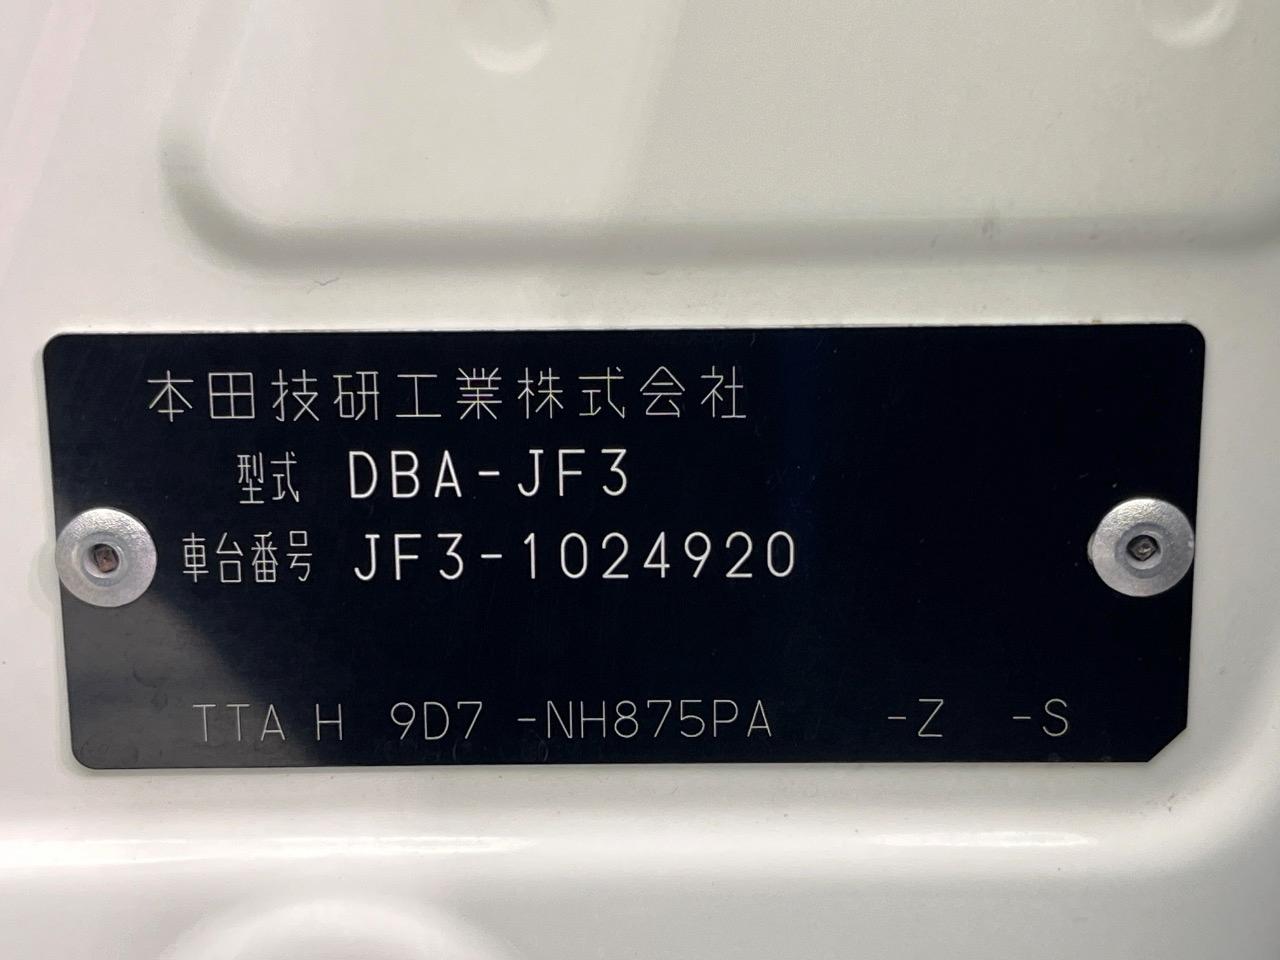 本田技研工業株式会社
型式 DBA-JF3
車台番号 JF3-1024920
TTA H 9D7 -NH875PA -Z -S